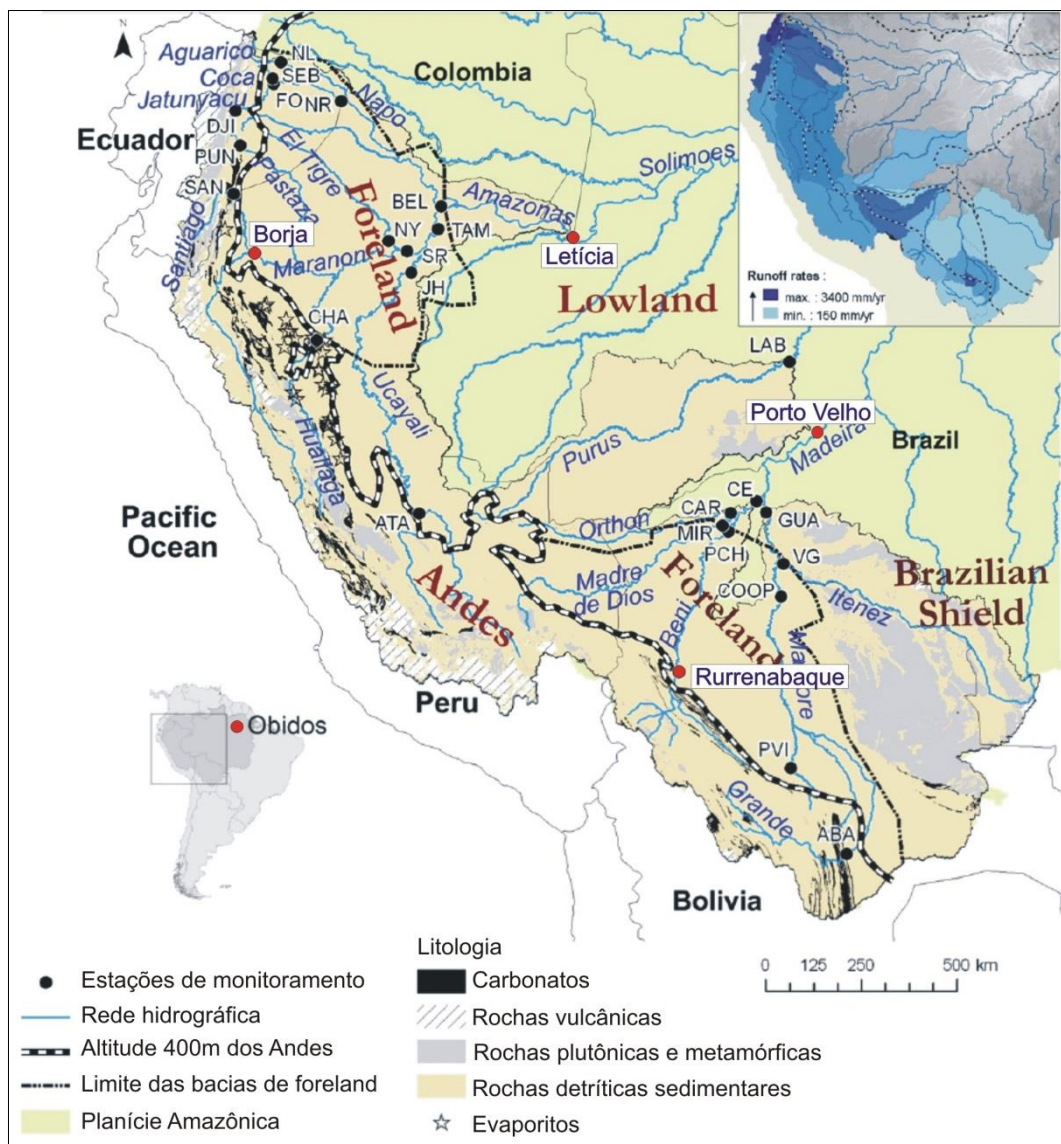 N
Aguarico
NL
Coca
SEB
Colombia
Jatunyacu
FO
NR
Napo
DJI
Ecuador
PUN
El Tigre
Solimoes
SAN
Pastaza
BEL
Amazonas
Santiago
Foreland
Borja
NY
TAM
Maranon
SR
Letícia
JH
Lowland
Runoff rates :
max. : 3400 mm/yr
min. : 150 mm/yr
CHA
LAB
Ucayali
Porto Velho
Huallaga
Purus
Madeira
Brazil
Pacific
Ocean
ATA
Orthon
CAR
CE
MIR
GUA
PCH
VG
Andes
Madre
de Dios
Foreland
COOP
Brazilian
Shield
Itenez
Beni
Mamore
Rurrenabaque
Peru
Obidos
PVI
Grande
ABA
Bolivia
Litologia
Estações de monitoramento
Carbonatos
0 125 250 500 km
Rede hidrográfica
Rochas vulcânicas
Altitude 400m dos Andes
Rochas plutônicas e metamórficas
Limite das bacias de foreland
Rochas detríticas sedimentares
Planície Amazônica
Evaporitos